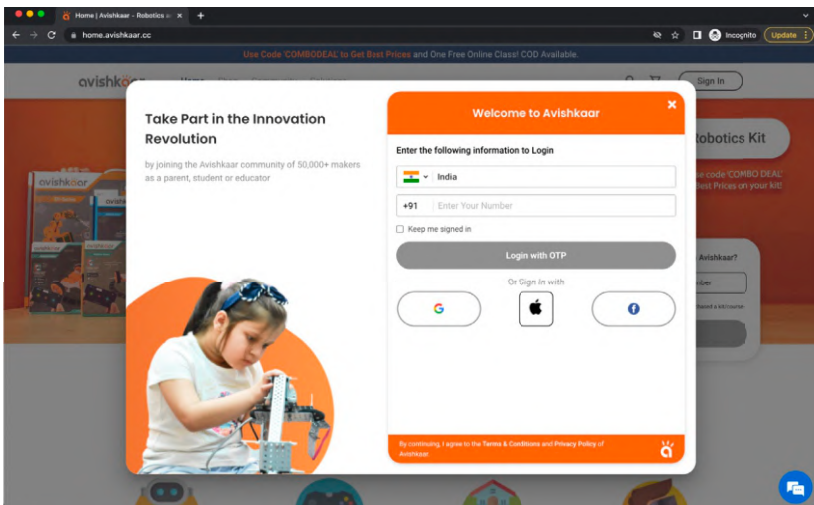 Home | Avishkaar - Robotics
home.avishkaar.cc
Incognito
Update
Use Code 'COMBODEAL' to Get Best Prices and One Free Online Class! COD Available.
avishkaar
Home Shop Community Solutions
Sign In
Take Part in the Innovation
Revolution
by joining the Avishkaar community of 50,000+ makers
as a parent, student or educator
Welcome to Avishkaar
Enter the following information to Login
India
+91 Enter Your Number
Keep me signed in
Login with OTP
Or Sign In with
By continuing, I agree to the Terms & Conditions and Privacy Policy of
Avishkaar.
Robotics Kit
code 'COMBO DEAL'
Best Prices on your kit!
Avishkaar?
avishkaar